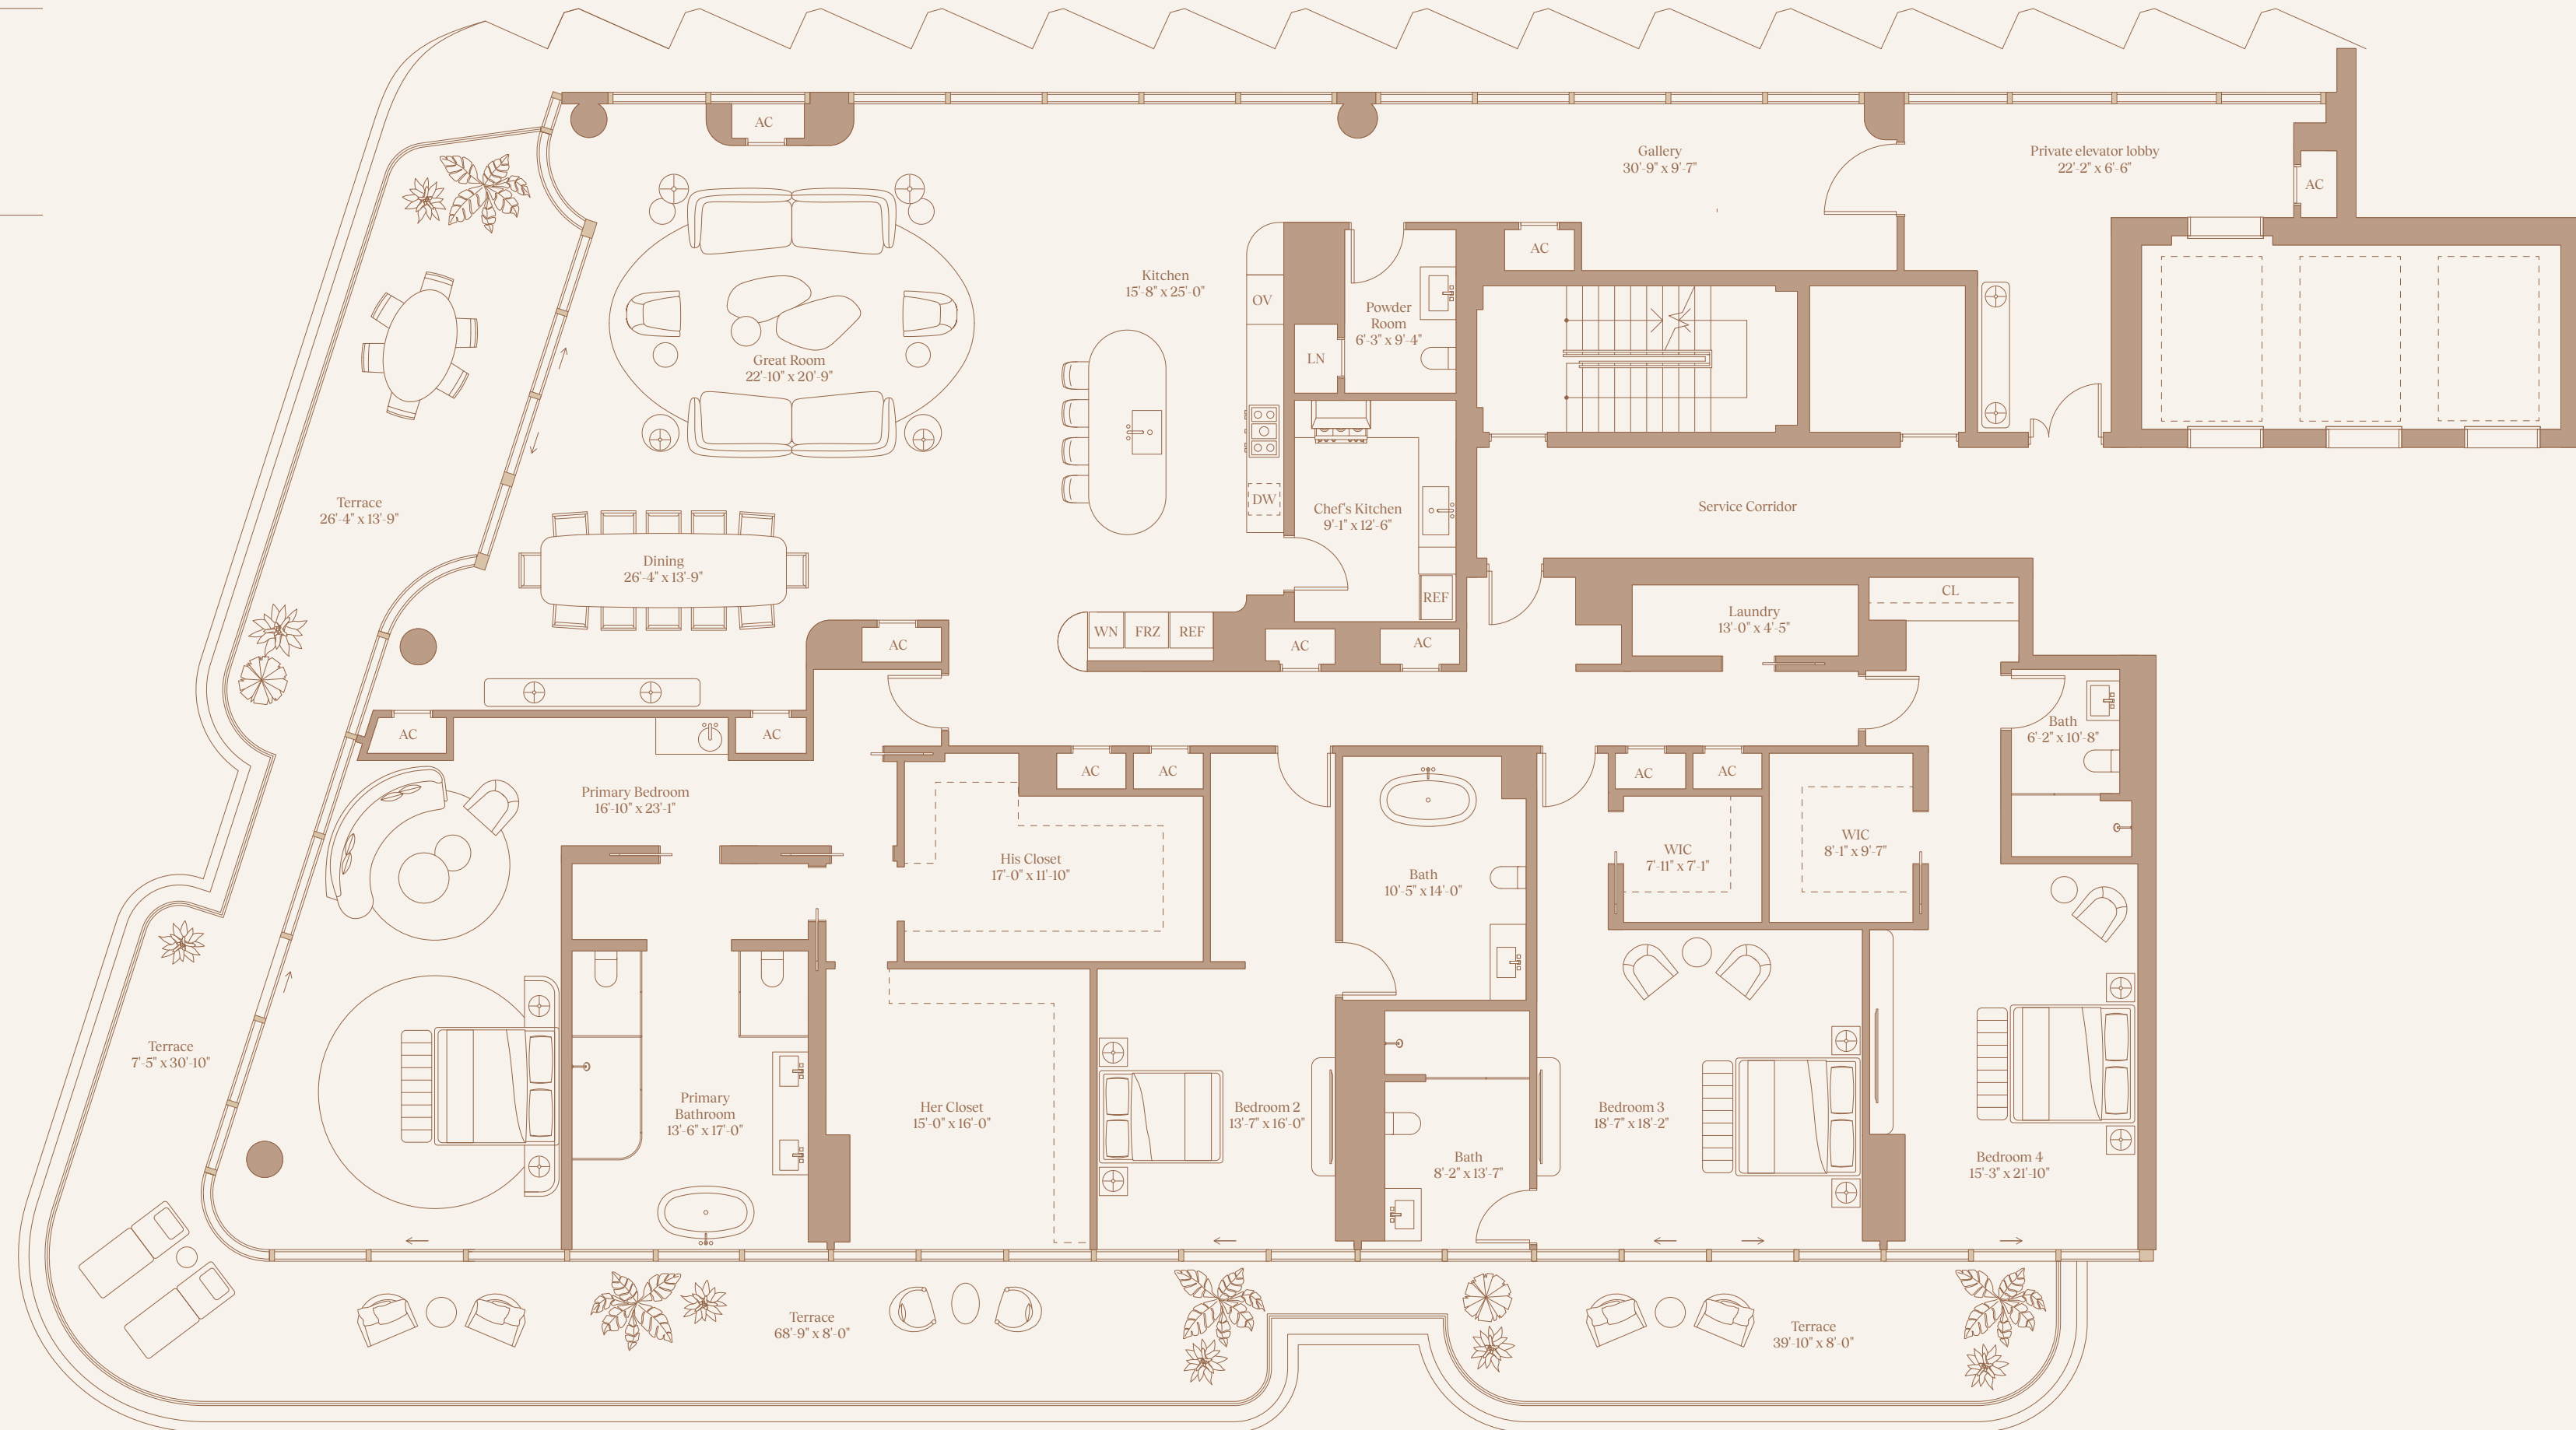 AC
Gallery
30'-9" x 9'-7"
Private elevator lobby
22'-2" x 6'-6"
AC
AC
Kitchen
15'-8" x 25'-0"
OV
Powder
Room
6'-3" x 9'-4"
LN
Great Room
22'-10" x 20'-9"
DW
Terrace
26'-4" x 13'-9"
Chef's Kitchen
9'-1" x 12'-6"
Service Corridor
Dining
26'-4" x 13'-9"
REF
CL
Laundry
13'-0" x 4'-5"
WN
FRZ
REF
AC
AC
AC
AC
AC
Bath
6'-2" x 10'-8"
AC
AC
AC
AC
Primary Bedroom
16'-10" x 23'-1"
His Closet
17'-0" x 11'-10"
Bath
10'-5" x 14'-0"
WIC
7'-11" x 7'-1"
WIC
8'-1" x 9'-7"
Terrace
7'-5" x 30'-10"
Primary
Bathroom
13'-6" x 17'-0"
Her Closet
15'-0" x 16'-0"
Bedroom 2
13'-7" x 16'-0"
Bath
8'-2" x 13'-7"
Bedroom 3
18'-7" x 18'-2"
Bedroom 4
15'-3" x 21'-10"
Terrace
68'-9" x 8'-0"
Terrace
39'-10" x 8'-0"